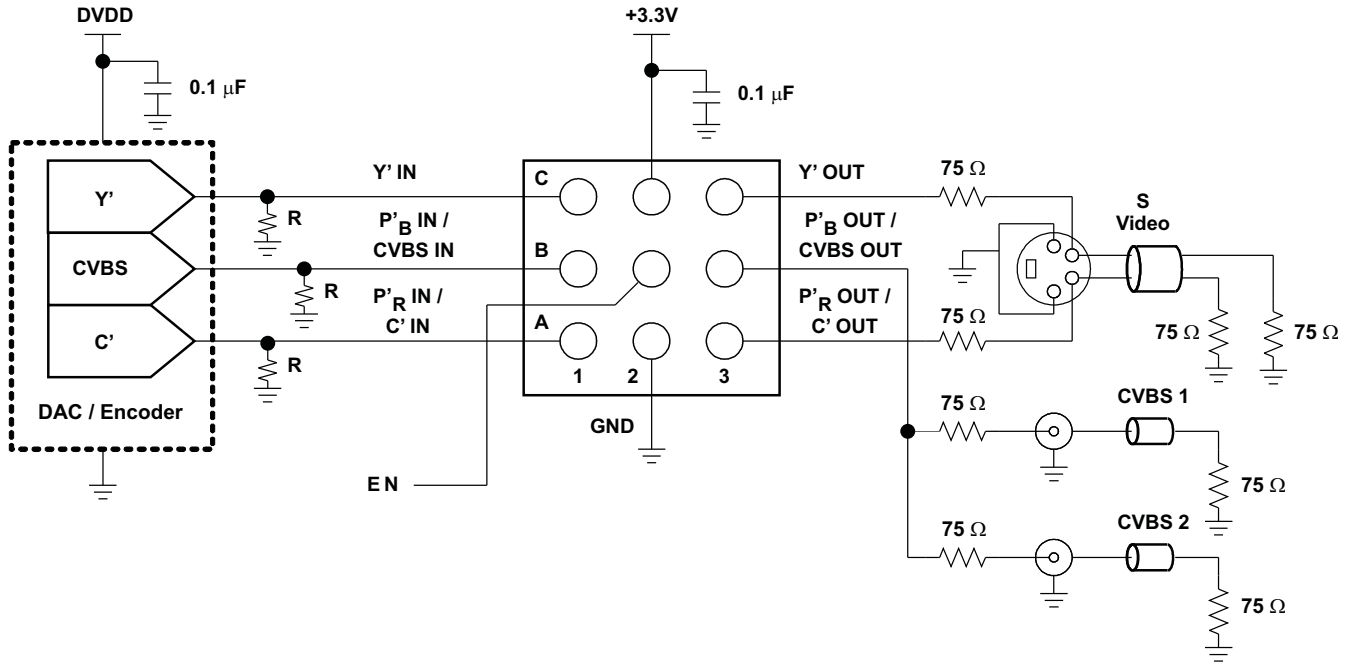 DVDD
+3.3V
0.1 μF
0.1 μF
Y' IN
C
Y' OUT
75 Ω
Y'
R
P'B IN /
CVBS IN
P'B OUT /
CVBS OUT
S
Video
CVBS
B
R
P'R IN /
C' IN
P'R OUT /
C' OUT
A
C'
R
75 Ω
75 Ω
75 Ω
1
2
3
DAC / Encoder
GND
75 Ω
CVBS 1
EN
75 Ω
75 Ω
CVBS 2
75 Ω